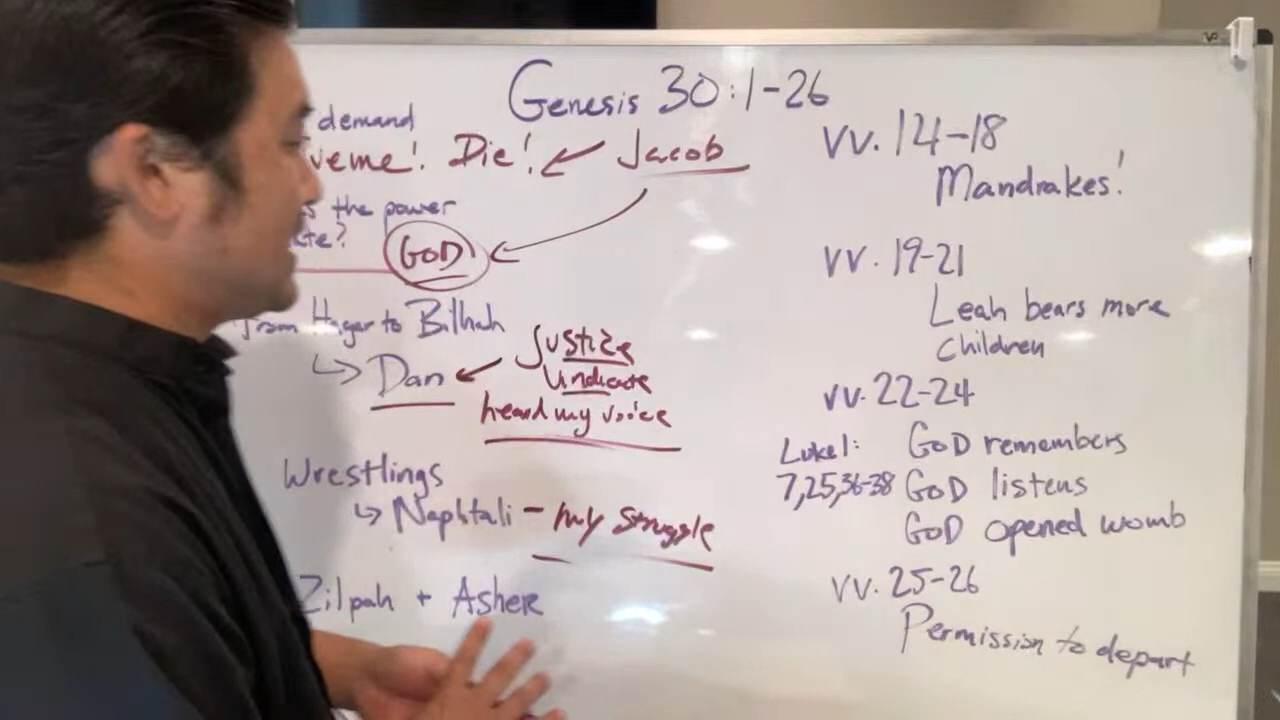 Genesis 30:1-26
demand
veme! Die! Jacob
the power
GOD
From Hagar to Bilhah
Dan
Justice
Vindicate
heard my voice
Wrestlings
Naphtali - my struggle
Zilpah + Asher
vv. 14-18
Mandrakes!
vv. 19-21
Leah bears more
children
vv. 22-24
Luke 1:
7,25,36-38
GOD remembers
GOD listens
GOD opened womb
vv. 25-26
Permission to depart